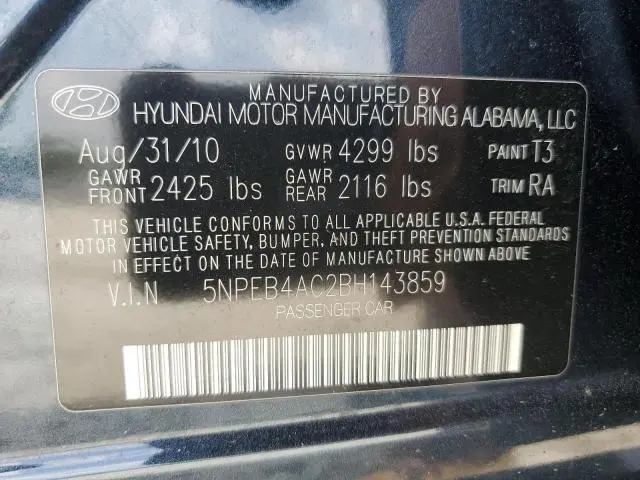 MANUFACTURED BY
HYUNDAI MOTOR MANUFACTURING ALABAMA, LLC
Aug/31/10 GVWR 4299 lbs PAINT T3
GAWR FRONT 2425 lbs GAWR REAR 2116 lbs TRIM RA
THIS VEHICLE CONFORMS TO ALL APPLICABLE U.S.A. FEDERAL
MOTOR VEHICLE SAFETY, BUMPER, AND THEFT PREVENTION STANDARDS
IN EFFECT ON THE DATE OF MANUFACTURE SHOWN ABOVE.
V.I.N 5NPEB4AC2BH143859
PASSENGER CAR